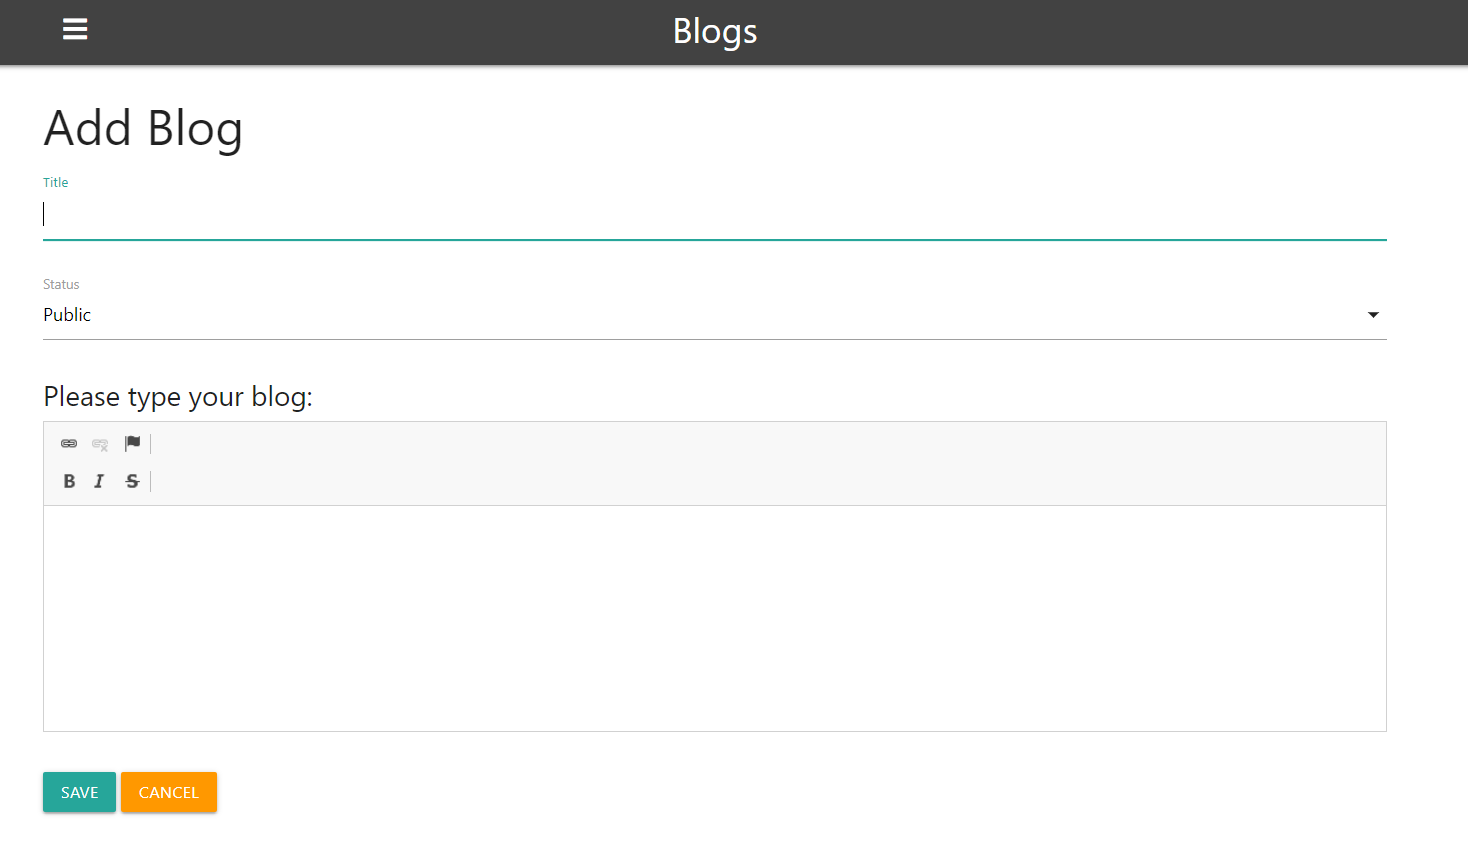 Blogs
Add Blog
Title
Status
Public
Please type your blog:
B I S
SAVE CANCEL